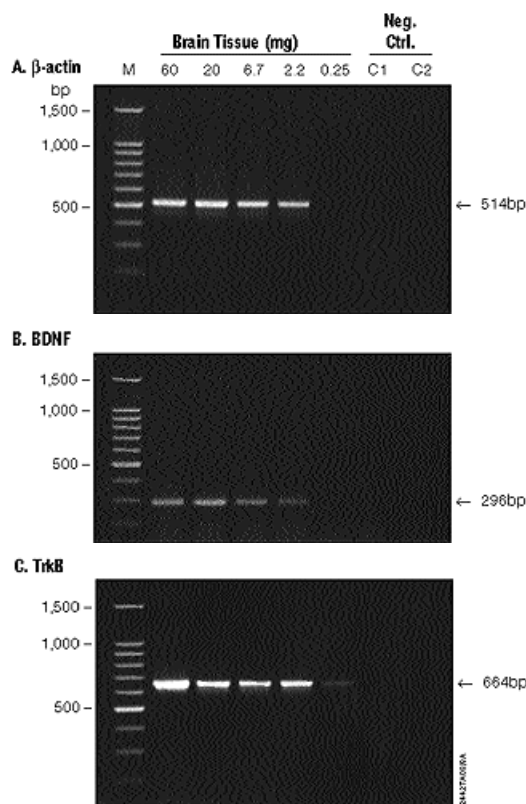 Brain Tissue (mg) Neg. Ctrl.
A. β-actin M 60 20 6.7 2.2 0.25 C1 C2
bp
1,500
1,000
500
← 514bp
B. BDNF
1,500
1,000
500
← 296bp
C. TrkB
1,500
1,000
500
← 664bp